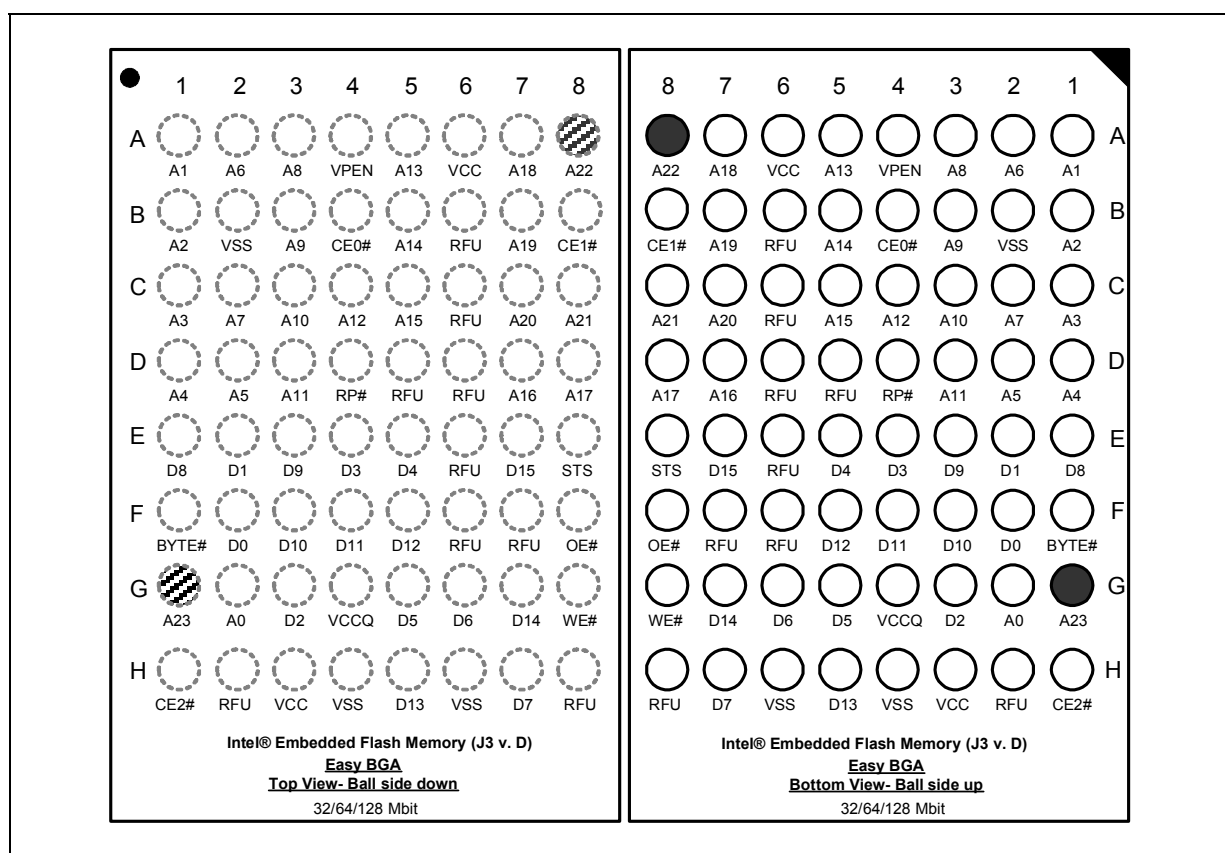 1 2 3 4 5 6 7 8
A
A1 A6 A8 VPEN A13 VCC A18 A22
B
A2 VSS A9 CE0# A14 RFU A19 CE1#
C
A3 A7 A10 A12 A15 RFU A20 A21
D
A4 A5 A11 RP# RFU RFU A16 A17
E
D8 D1 D9 D3 D4 RFU D15 STS
F
BYTE# D0 D10 D11 D12 RFU RFU OE#
G
A23 A0 D2 VCCQ D5 D6 D14 WE#
H
CE2# RFU VCC VSS D13 VSS D7 RFU
Intel® Embedded Flash Memory (J3 v. D)
Easy BGA
Top View- Ball side down
32/64/128 Mbit
8 7 6 5 4 3 2 1
A
A22 A18 VCC A13 VPEN A8 A6 A1
B
CE1# A19 RFU A14 CE0# A9 VSS A2
C
A21 A20 RFU A15 A12 A10 A7 A3
D
A17 A16 RFU RFU RP# A11 A5 A4
E
STS D15 RFU D4 D3 D9 D1 D8
F
OE# RFU RFU D12 D11 D10 D0 BYTE#
G
WE# D14 D6 D5 VCCQ D2 A0 A23
H
RFU D7 VSS D13 VSS VCC RFU CE2#
Intel® Embedded Flash Memory (J3 v. D)
Easy BGA
Bottom View- Ball side up
32/64/128 Mbit